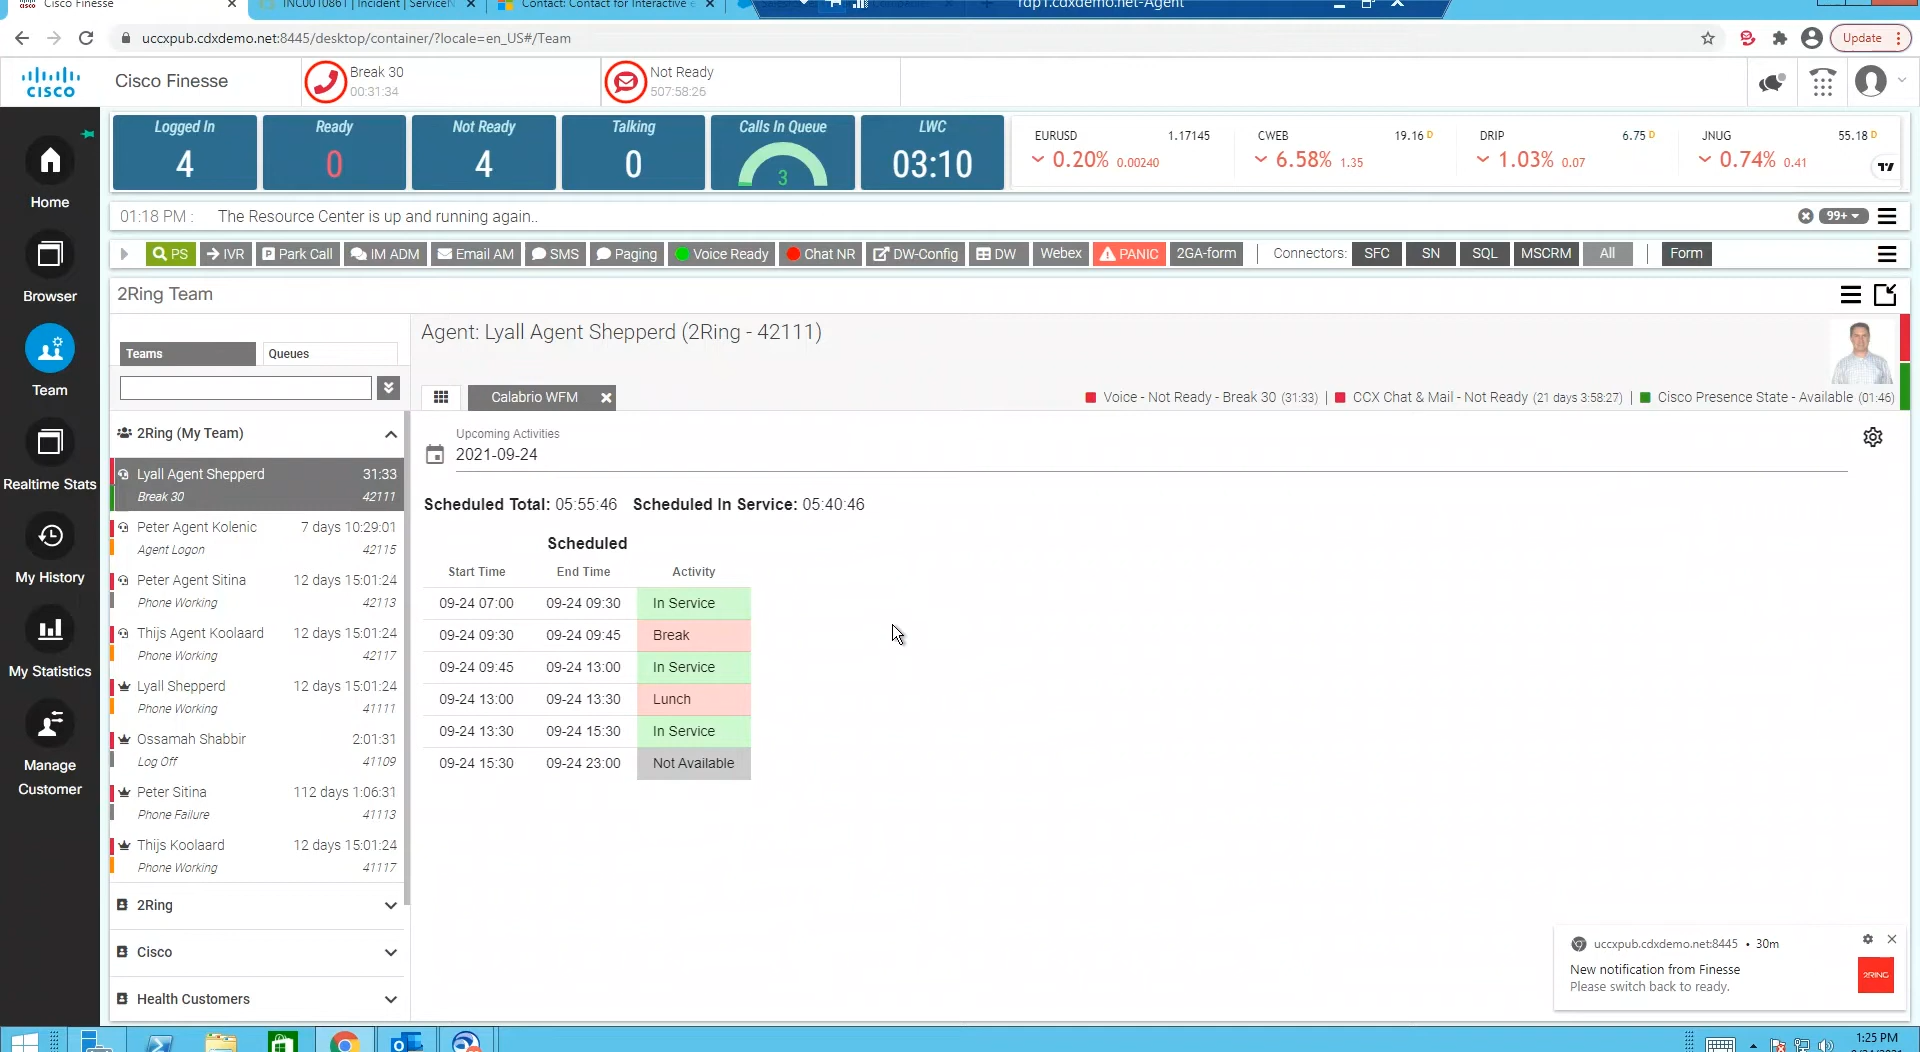 Cisco Finesse
INC0010861 | Incident | ServiceN
Contact: Contact for Interactive e
rdp1.cdxdemo.net-Agent
uccxpub.cdxdemo.net:8445/desktop/container/?locale=en_US#/Team
Update
CISCO
Cisco Finesse
Break 30
00:31:34
Not Ready
507:58:26
Home
Browser
Team
Realtime Stats
My History
My Statistics
Manage
Customer
Logged In
4
Ready
0
Not Ready
4
Talking
0
Calls In Queue
3
LWC
03:10
EURUSD 1.17145
0.20% 0.00240
CWEB 19.16 D
6.58% 1.35
DRIP 6.75 D
1.03% 0.07
JNUG 55.18 D
0.74% 0.41
01:18 PM : The Resource Center is up and running again..
99+
PS IVR Park Call IM ADM Email AM SMS Paging Voice Ready Chat NR DW-Config DW Webex PANIC 2GA-form | Connectors: SFC SN SQL MSCRM All | Form
2Ring Team
Teams Queues
2Ring (My Team)
Lyall Agent Shepperd 31:33
Break 30 42111
Peter Agent Kolenic 7 days 10:29:01
Agent Logon 42115
Peter Agent Sitina 12 days 15:01:24
Phone Working 42113
Thijs Agent Koolaard 12 days 15:01:24
Phone Working 42117
Lyall Shepperd 12 days 15:01:24
Phone Working 41111
Ossamah Shabbir 2:01:31
Log Off 41109
Peter Sitina 112 days 1:06:31
Phone Failure 41113
Thijs Koolaard 12 days 15:01:24
Phone Working 41117
2Ring
Cisco
Health Customers
Agent: Lyall Agent Shepperd (2Ring - 42111)
Calabrio WFM
Voice - Not Ready - Break 30 (31:33) | CCX Chat & Mail - Not Ready (21 days 3:58:27) | Cisco Presence State - Available (01:46)
Upcoming Activities
2021-09-24
Scheduled Total: 05:55:46 Scheduled In Service: 05:40:46
Scheduled
Start Time End Time Activity
09-24 07:00 09-24 09:30 In Service
09-24 09:30 09-24 09:45 Break
09-24 09:45 09-24 13:00 In Service
09-24 13:00 09-24 13:30 Lunch
09-24 13:30 09-24 15:30 In Service
09-24 15:30 09-24 23:00 Not Available
uccxpub.cdxdemo.net:8445 • 30m
New notification from Finesse
Please switch back to ready.
2RING
1:25 PM